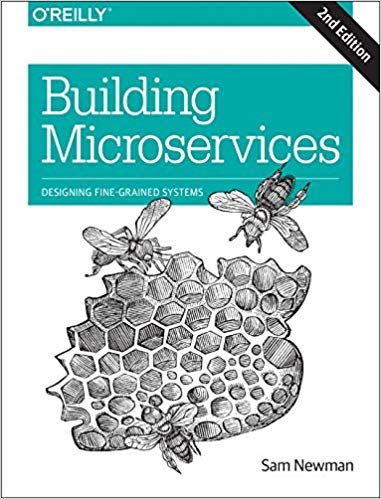 O'REILLY®
2nd Edition
Building
Microservices
DESIGNING FINE-GRAINED SYSTEMS
Sam Newman